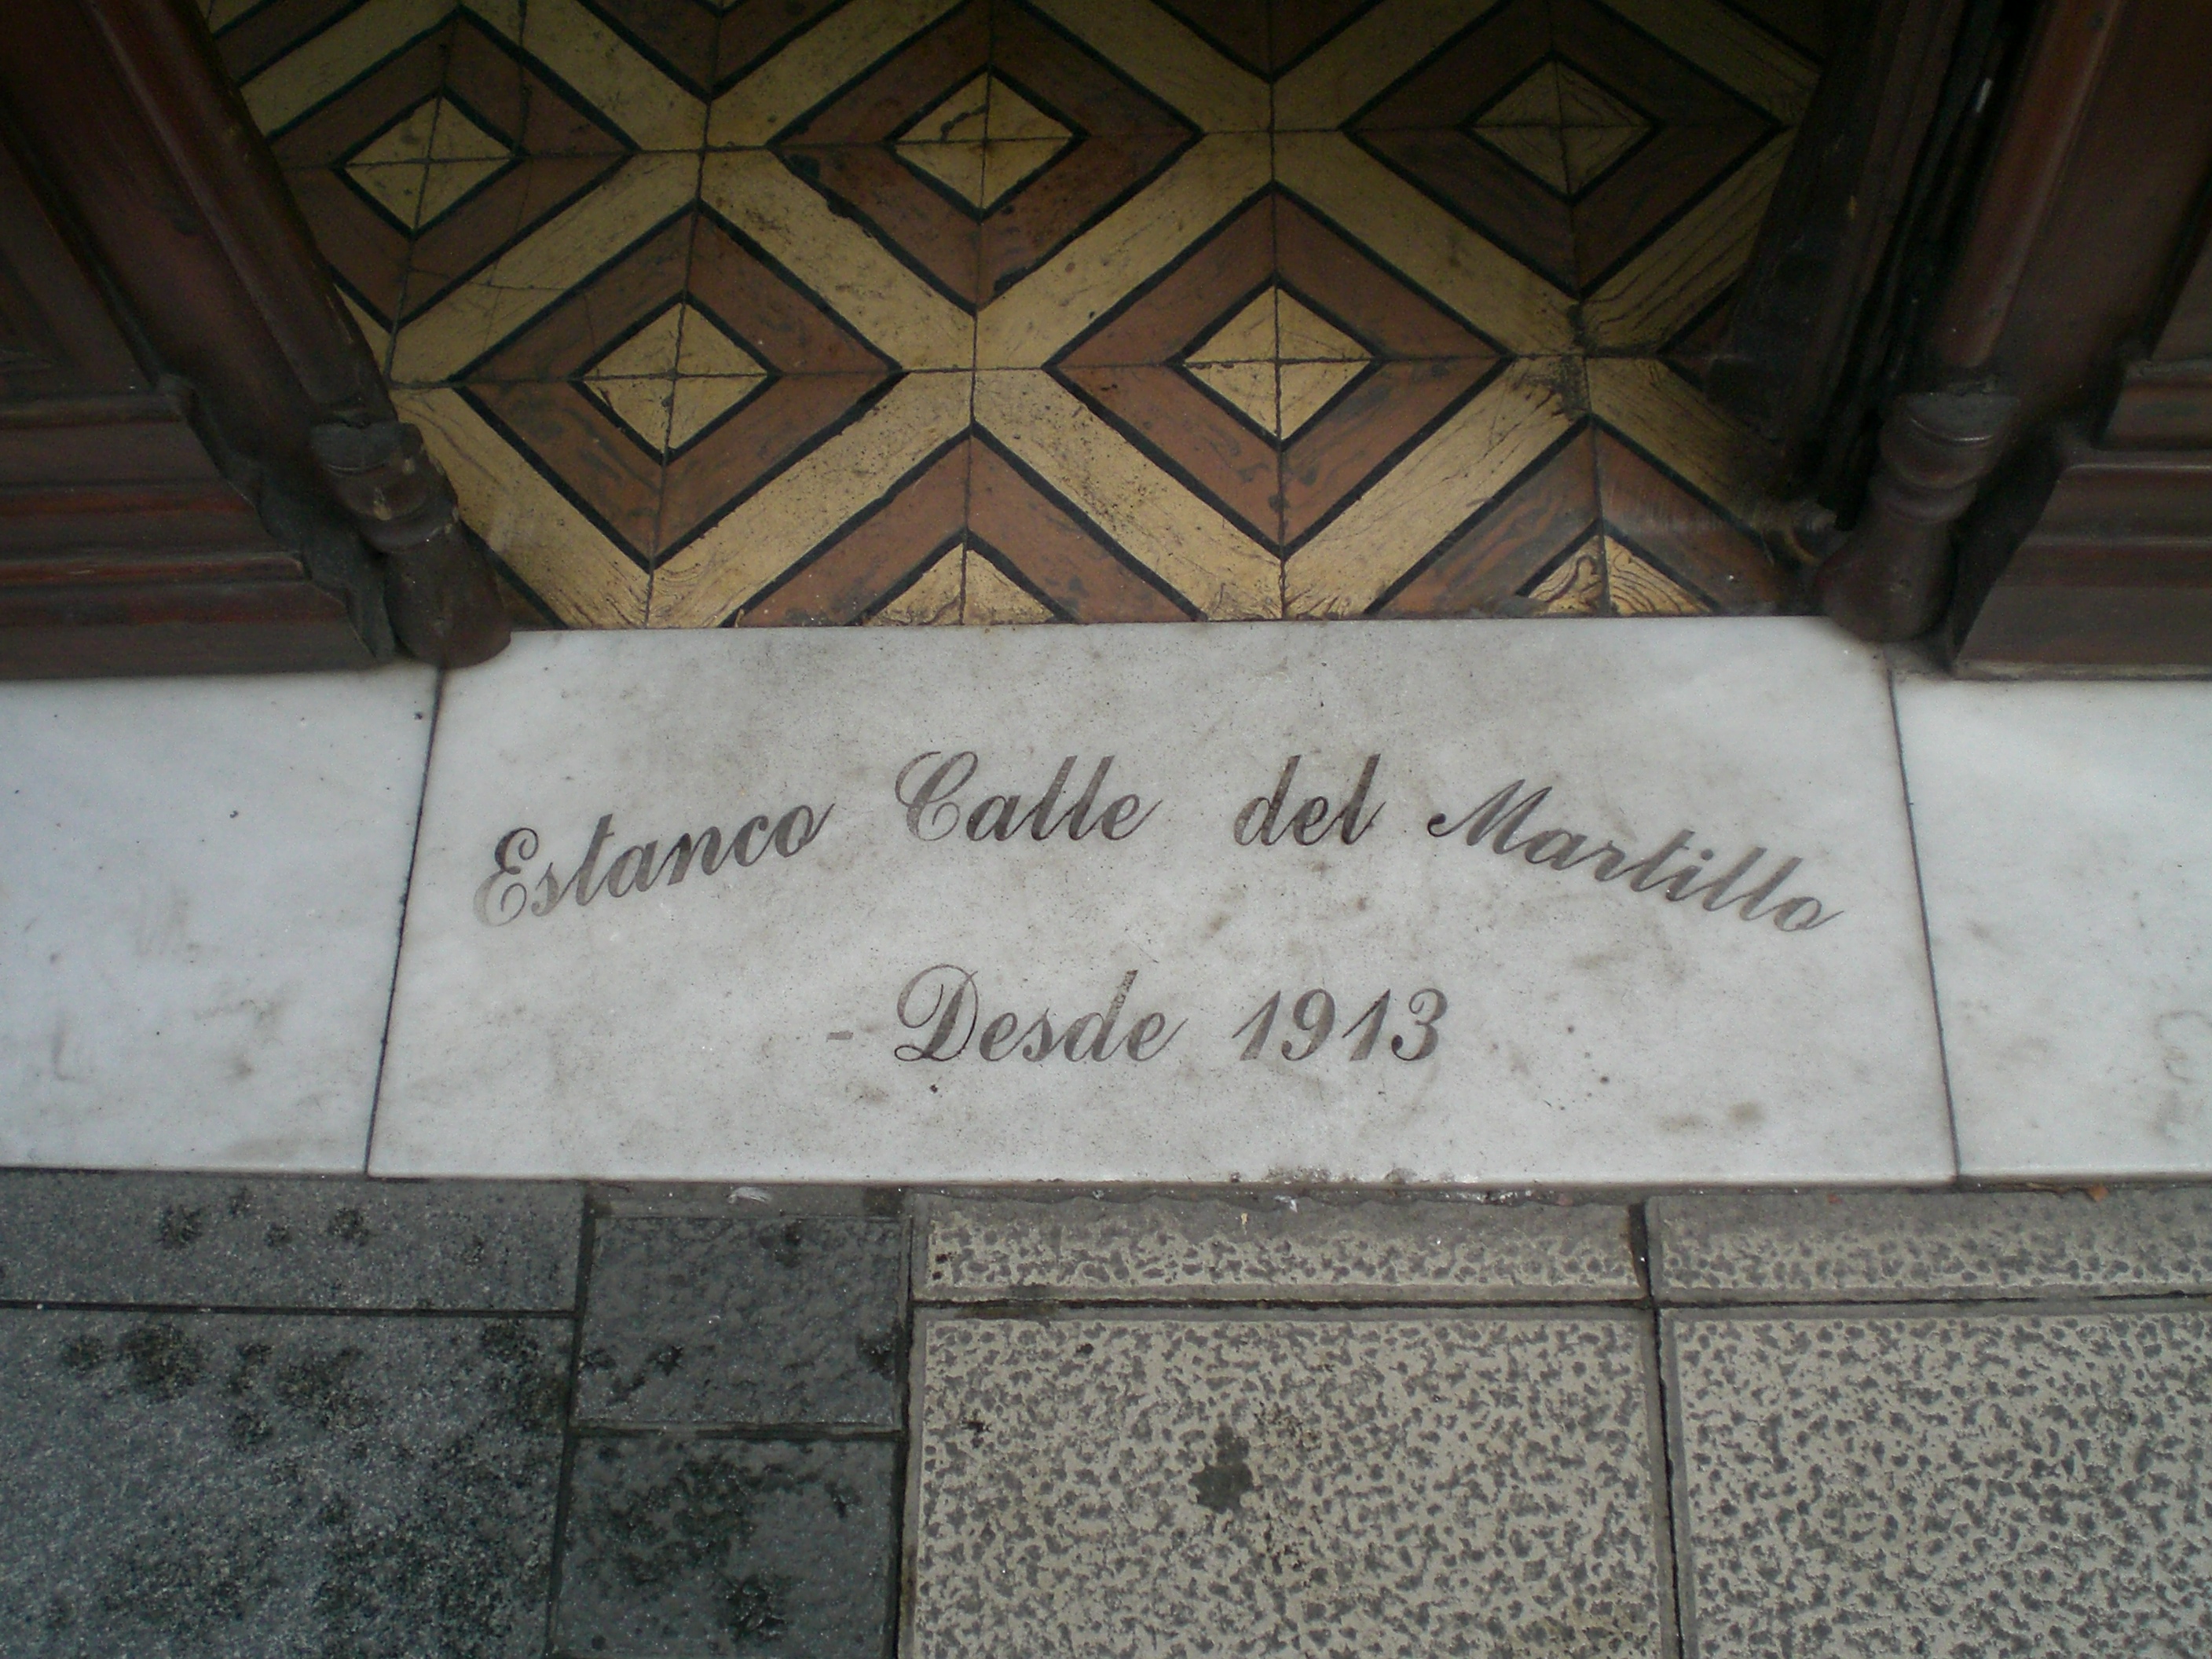 Estanco Calle del Martillo
- Desde 1913